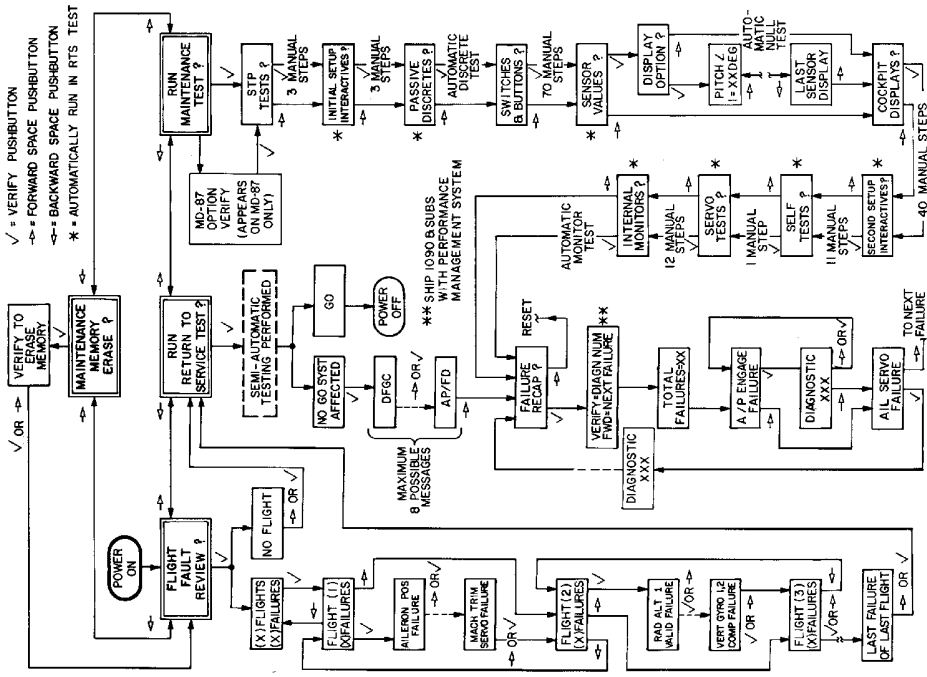 ✓ = VERIFY PUSHBUTTON
⇨ = FORWARD SPACE PUSHBUTTON
⇦ = BACKWARD SPACE PUSHBUTTON
* = AUTOMATICALLY RUN IN RTS TEST
✓ OR ⇨
VERIFY TO
ERASE
MEMORY
MAINTENANCE
MEMORY
ERASE ?
POWER
ON
FLIGHT
FAULT
REVIEW ?
RUN
RETURN TO
SERVICE TEST ?
RUN
MAINTENANCE
TEST ?
NO FLIGHT
⇨ OR ✓
(X) FLIGHTS
(X) FAILURES
FLIGHT (1)
(X) FAILURES
AILERON POS
FAILURE
⇨ OR ✓
MACH TRIM
SERVO FAILURE
⇨ OR ✓
FLIGHT (2)
(X) FAILURES
RAD ALT 1
VALID FAILURE
✓ OR ⇨
VERT GYRO 1,2
COMP FAILURE
✓ OR ⇨
FLIGHT (3)
(X) FAILURES
✓ OR ⇨
LAST FAILURE
OF LAST FLIGHT
⇨ OR ✓
SEMI-AUTOMATIC
TESTING PERFORMED
GO
POWER
OFF
NO GO SYST
AFFECTED
DFGC
⇨ OR ✓
AP/FD
MAXIMUM
8 POSSIBLE
MESSAGES
** SHIP 1090 & SUBS
WITH PERFORMANCE
MANAGEMENT SYSTEM
FAILURE
RECAP ?
RESET
VERIFY=DIAGN NUM
FWD=NEXT FAILURE
**
DIAGNOSTIC
XXX
TOTAL
FAILURES=XX
A/P ENGAGE
FAILURE
DIAGNOSTIC
XXX
⇨ OR ✓
AIL SERVO
FAILURE
TO NEXT
FAILURE
MD-87
OPTION
VERIFY
(APPEARS
ON MD-87
ONLY)
STP
TESTS ?
3 MANUAL
STEPS
INITIAL SETUP
INTERACTIVES ?
*
3 MANUAL
STEPS
PASSIVE
DISCRETES ?
*
AUTOMATIC
DISCRETE
TEST
SWITCHES
& BUTTONS ?
70 MANUAL
STEPS
SENSOR
VALUES ?
*
DISPLAY
OPTION ?
PITCH ∠
1 = XXDEG
AUTO-
MATIC
NULL
TEST
LAST
SENSOR
DISPLAY
COCKPIT
DISPLAYS ?
40 MANUAL STEPS
SECOND SETUP
INTERACTIVES ?
*
11 MANUAL
STEPS
SELF
TESTS ?
*
1 MANUAL
STEP
SERVO
TESTS ?
*
12 MANUAL
STEPS
INTERNAL
MONITORS ?
*
AUTOMATIC
MONITOR
TEST